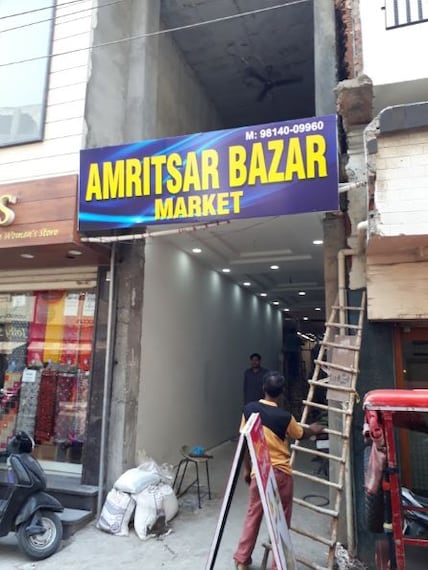 M: 98140-09960
AMRITSAR BAZAR
MARKET
S
Women's Store